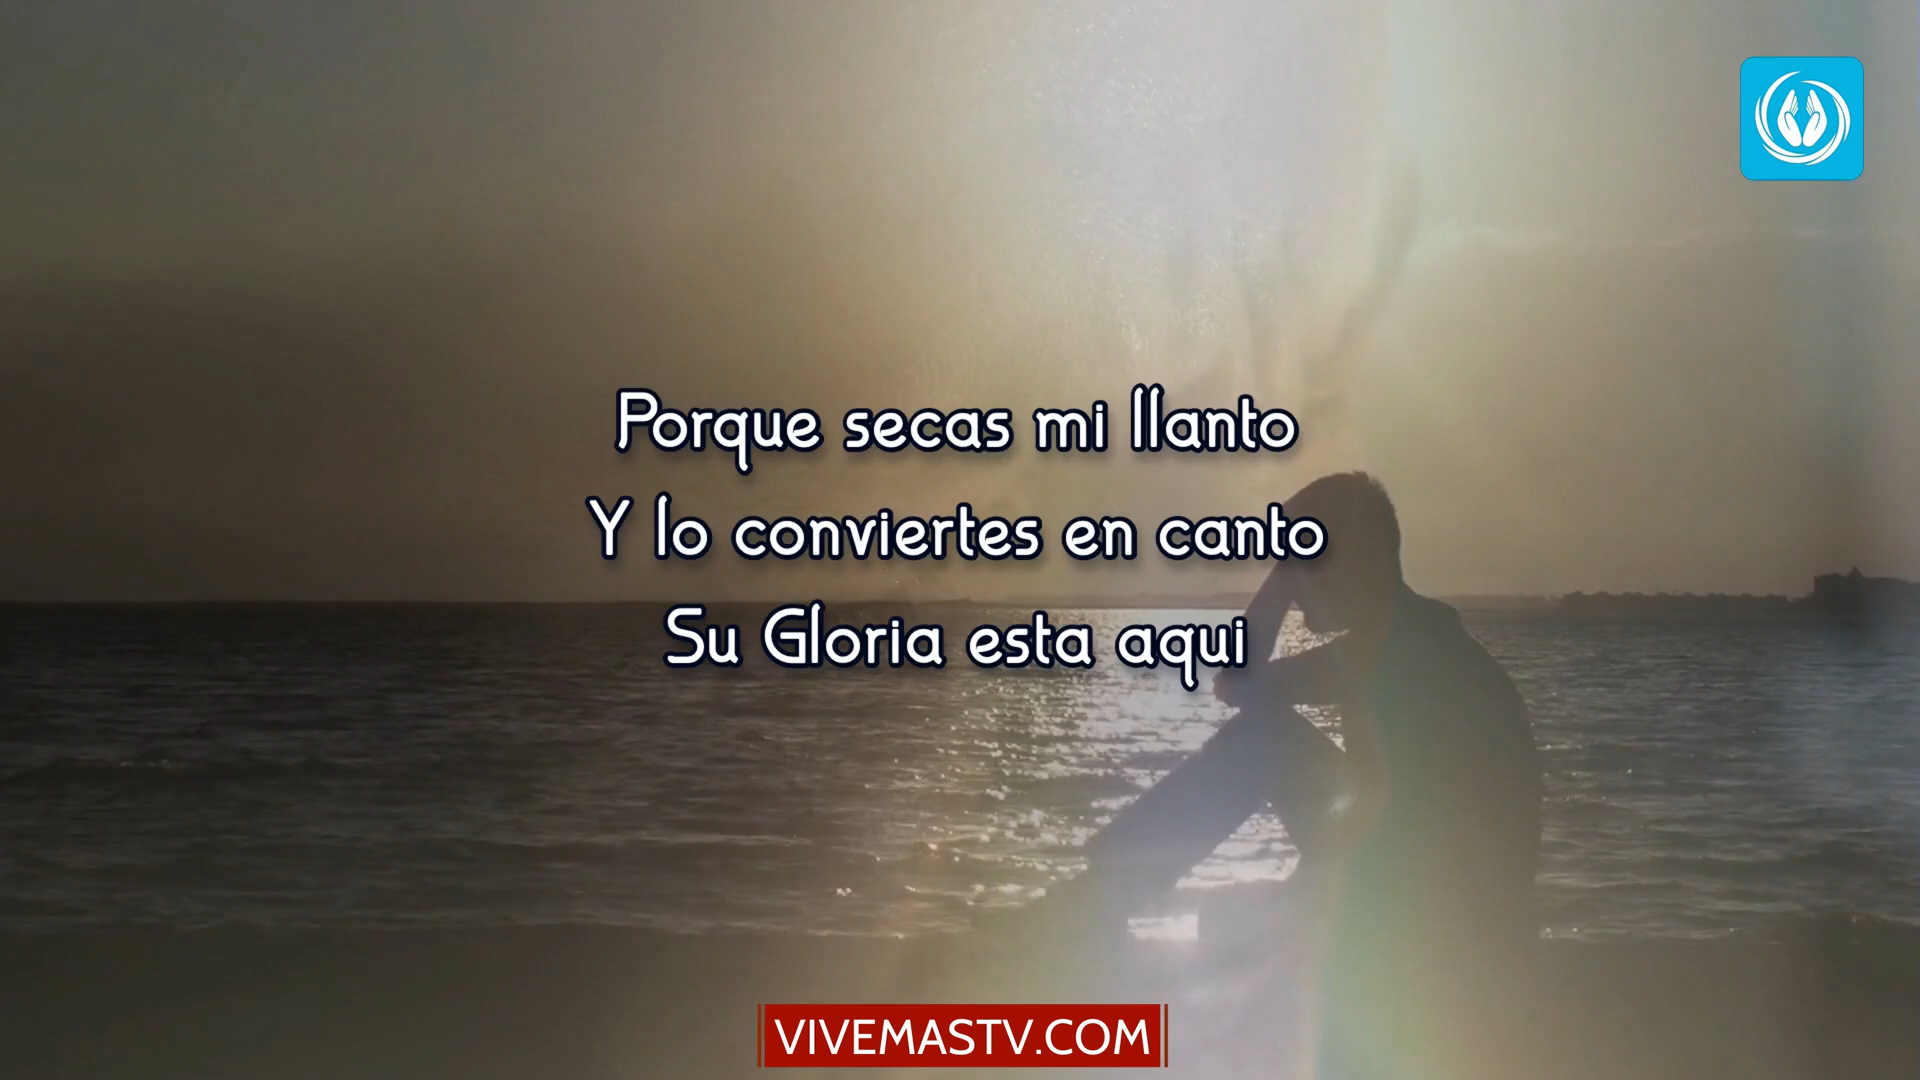 Porque secas mi llanto
Y lo conviertes en canto
Su Gloria esta aqui
VIVEMASTV.COM